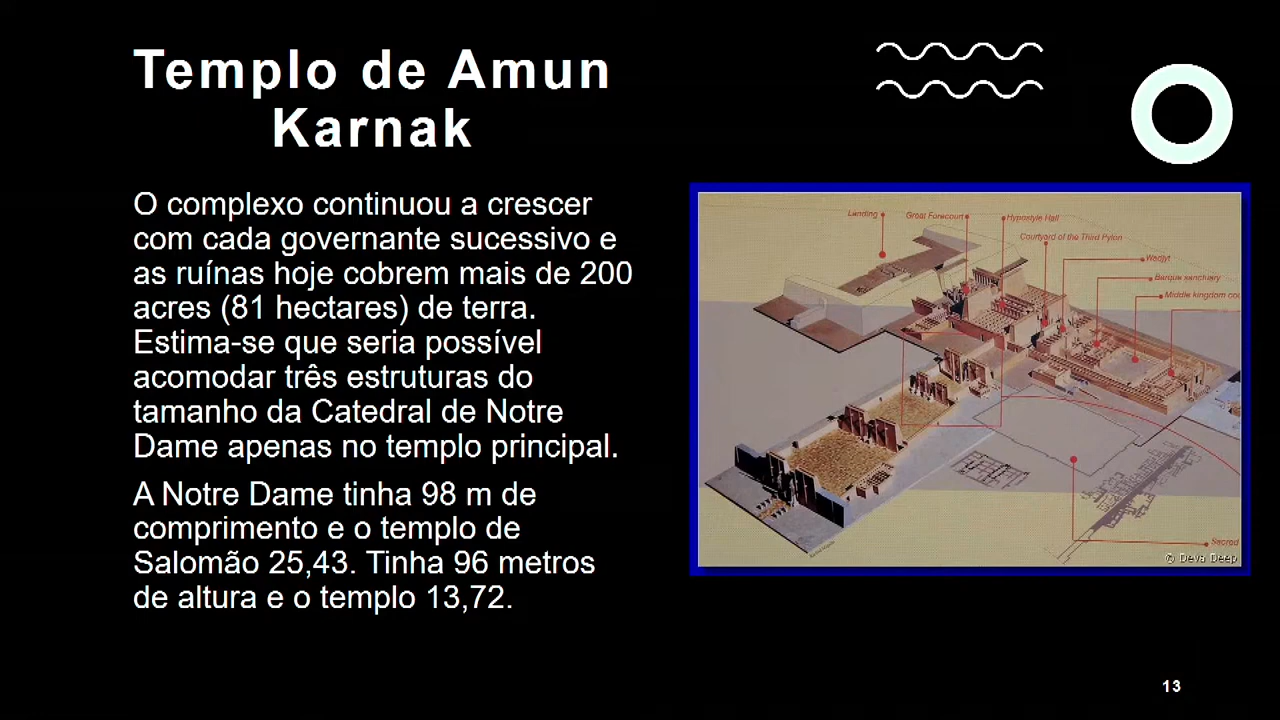 Templo de Amun
Karnak
O complexo continuou a crescer
com cada governante sucessivo e
as ruínas hoje cobrem mais de 200
acres (81 hectares) de terra.
Estima-se que seria possível
acomodar três estruturas do
tamanho da Catedral de Notre
Dame apenas no templo principal.
A Notre Dame tinha 98 m de
comprimento e o templo de
Salomão 25,43. Tinha 96 metros
de altura e o templo 13,72.
Landing
Great Forecourt
Hypostyle Hall
Courtyard of the Third Pylon
Wadjyt
Barque sanctuary
Middle kingdom cou
Sacred
© Deva Deep
13